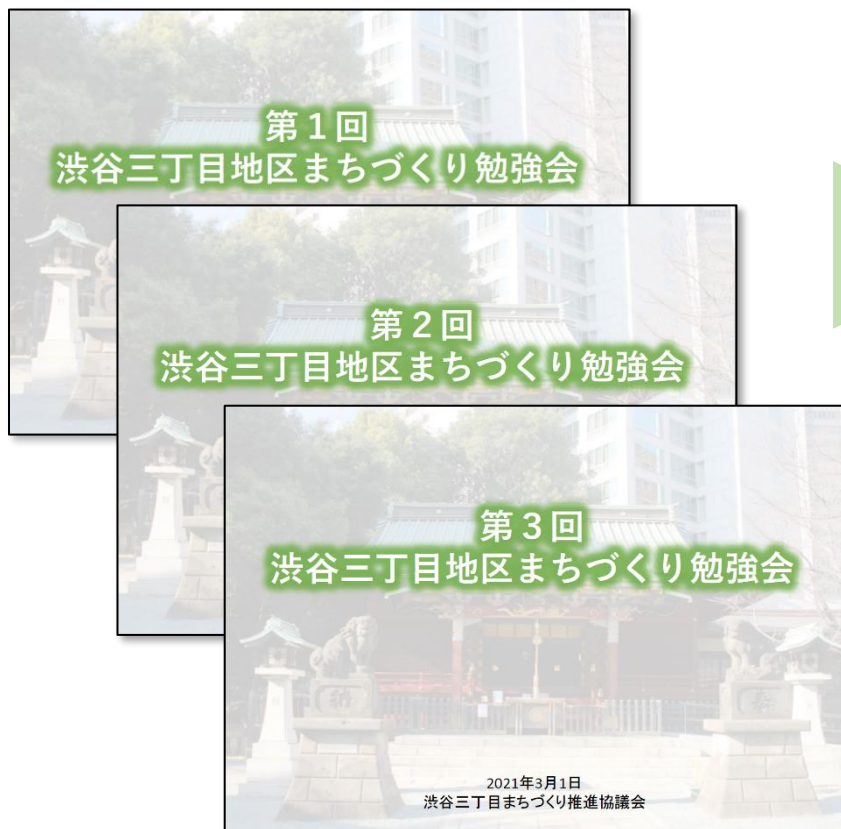 第1回
渋谷三丁目地区まちづくり勉強会
第2回
渋谷三丁目地区まちづくり勉強会
第3回
渋谷三丁目地区まちづくり勉強会
納
奉
2021年3月1日
渋谷三丁目まちづくり推進協議会